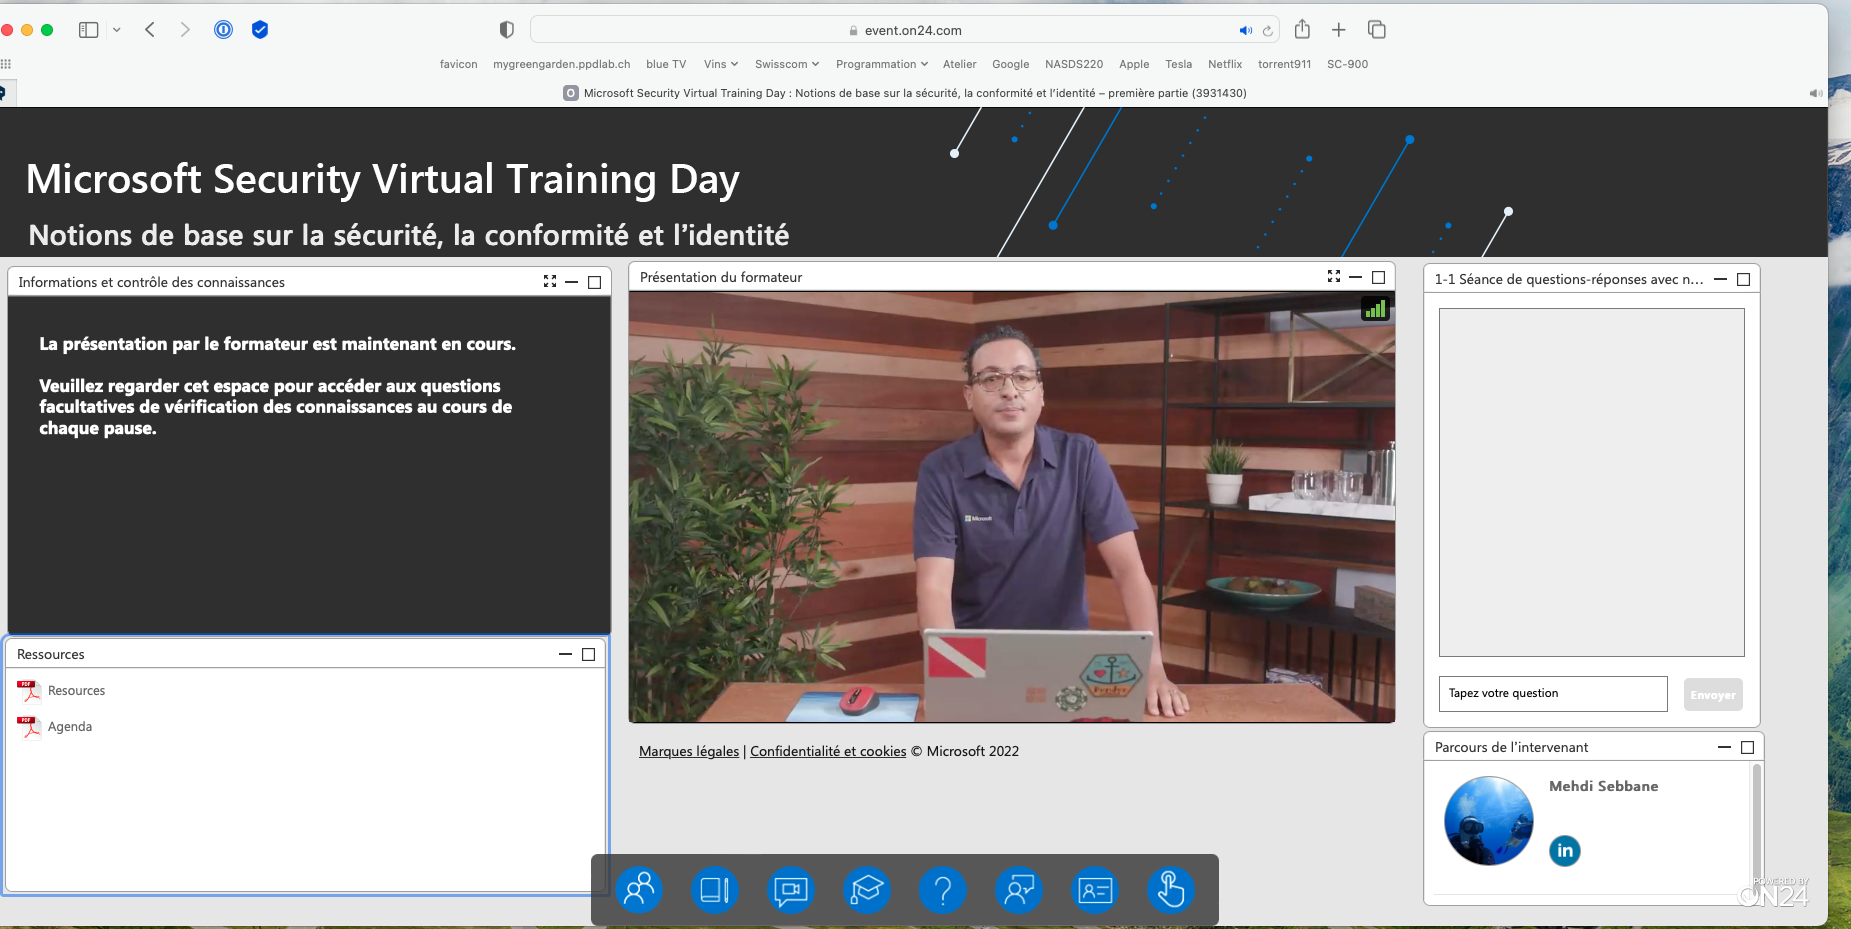 event.on24.com
favicon mygreengarden.ppdlab.ch blue TV Vins Swisscom Programmation Atelier Google NASDS220 Apple Tesla Netflix torrent911 SC-900
O Microsoft Security Virtual Training Day : Notions de base sur la sécurité, la conformité et l'identité – première partie (3931430)
Microsoft Security Virtual Training Day
Notions de base sur la sécurité, la conformité et l'identité
Informations et contrôle des connaissances
La présentation par le formateur est maintenant en cours.
Veuillez regarder cet espace pour accéder aux questions
facultatives de vérification des connaissances au cours de
chaque pause.
Ressources
PDF Resources
PDF Agenda
Présentation du formateur
Microsoft
Marques légales | Confidentialité et cookies © Microsoft 2022
1-1 Séance de questions-réponses avec n...
Tapez votre question
Envoyer
Parcours de l'intervenant
Mehdi Sebbane
in
POWERED BY
ON24